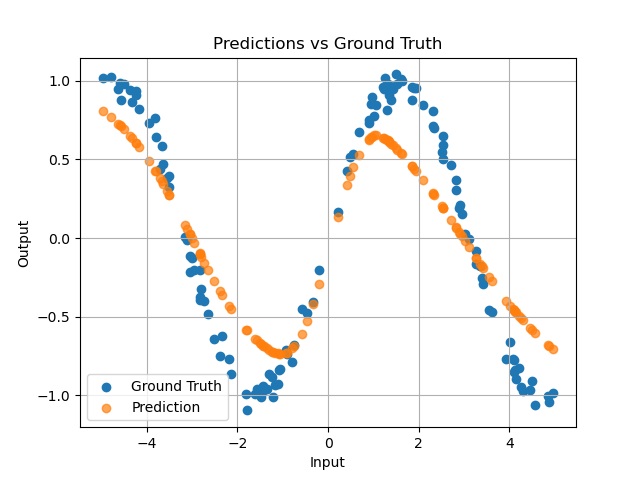 Predictions vs Ground Truth
Output
1.0
0.5
0.0
−0.5
−1.0
Ground Truth
Prediction
−4 −2 0 2 4
Input